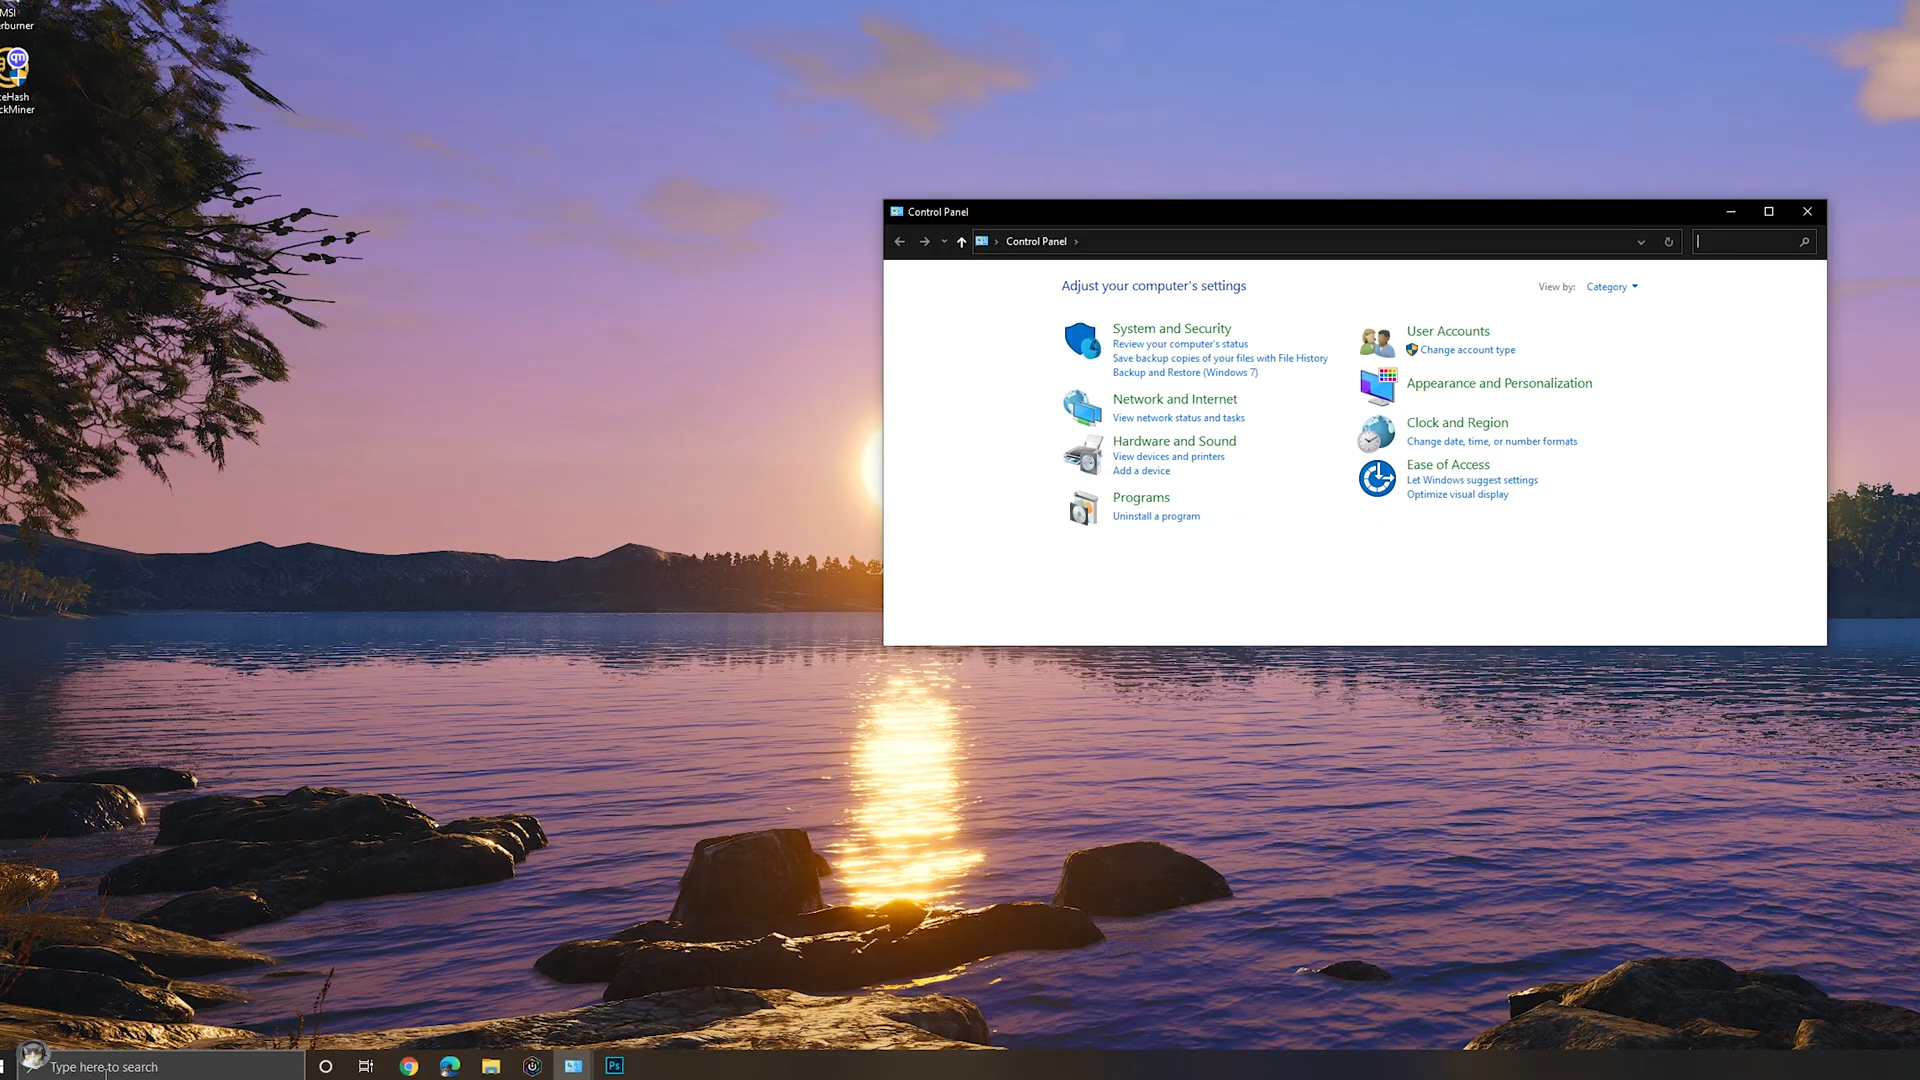 MSI
erburner
ceHash
ckMiner
Control Panel
Control Panel
Adjust your computer's settings
View by: Category
System and Security
Review your computer's status
Save backup copies of your files with File History
Backup and Restore (Windows 7)
Network and Internet
View network status and tasks
Hardware and Sound
View devices and printers
Add a device
Programs
Uninstall a program
User Accounts
Change account type
Appearance and Personalization
Clock and Region
Change date, time, or number formats
Ease of Access
Let Windows suggest settings
Optimize visual display
Type here to search
Ps